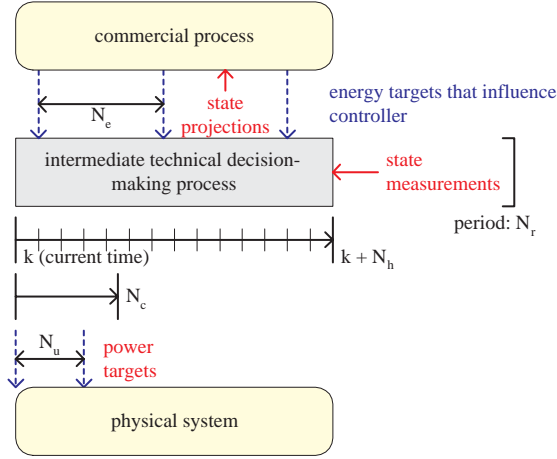 commercial process
N_e
state
projections
energy targets that influence
controller
intermediate technical decision-
making process
state
measurements
period: N_r
k (current time)
k + N_h
N_c
N_u
power
targets
physical system